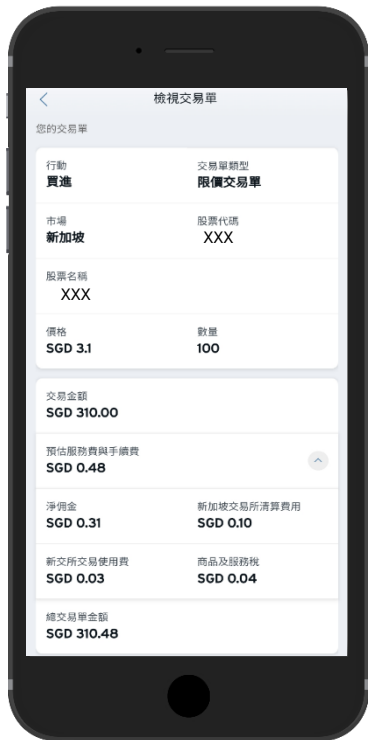 檢視交易單
您的交易單
行動 交易單類型
買進 限價交易單
市場 股票代碼
新加坡 XXX
股票名稱
XXX
價格 數量
SGD 3.1 100
交易金額
SGD 310.00
預估服務費與手續費
SGD 0.48
淨佣金 新加坡交易所清算費用
SGD 0.31 SGD 0.10
新交所交易使用費 商品及服務稅
SGD 0.03 SGD 0.04
總交易單金額
SGD 310.48